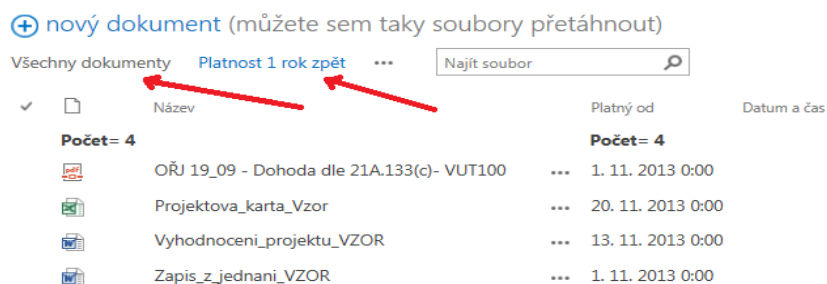 nový dokument (můžete sem taky soubory přetáhnout)
Všechny dokumenty Platnost 1 rok zpět ••• Najít soubor
Název Platný od Datum a čas
Počet= 4 Počet= 4
OŘJ 19_09 - Dohoda dle 21A.133(c)- VUT100 ••• 1. 11. 2013 0:00
Projektova_karta_Vzor ••• 20. 11. 2013 0:00
Vyhodnoceni_projektu_VZOR ••• 13. 11. 2013 0:00
Zapis_z_jednani_VZOR ••• 1. 11. 2013 0:00